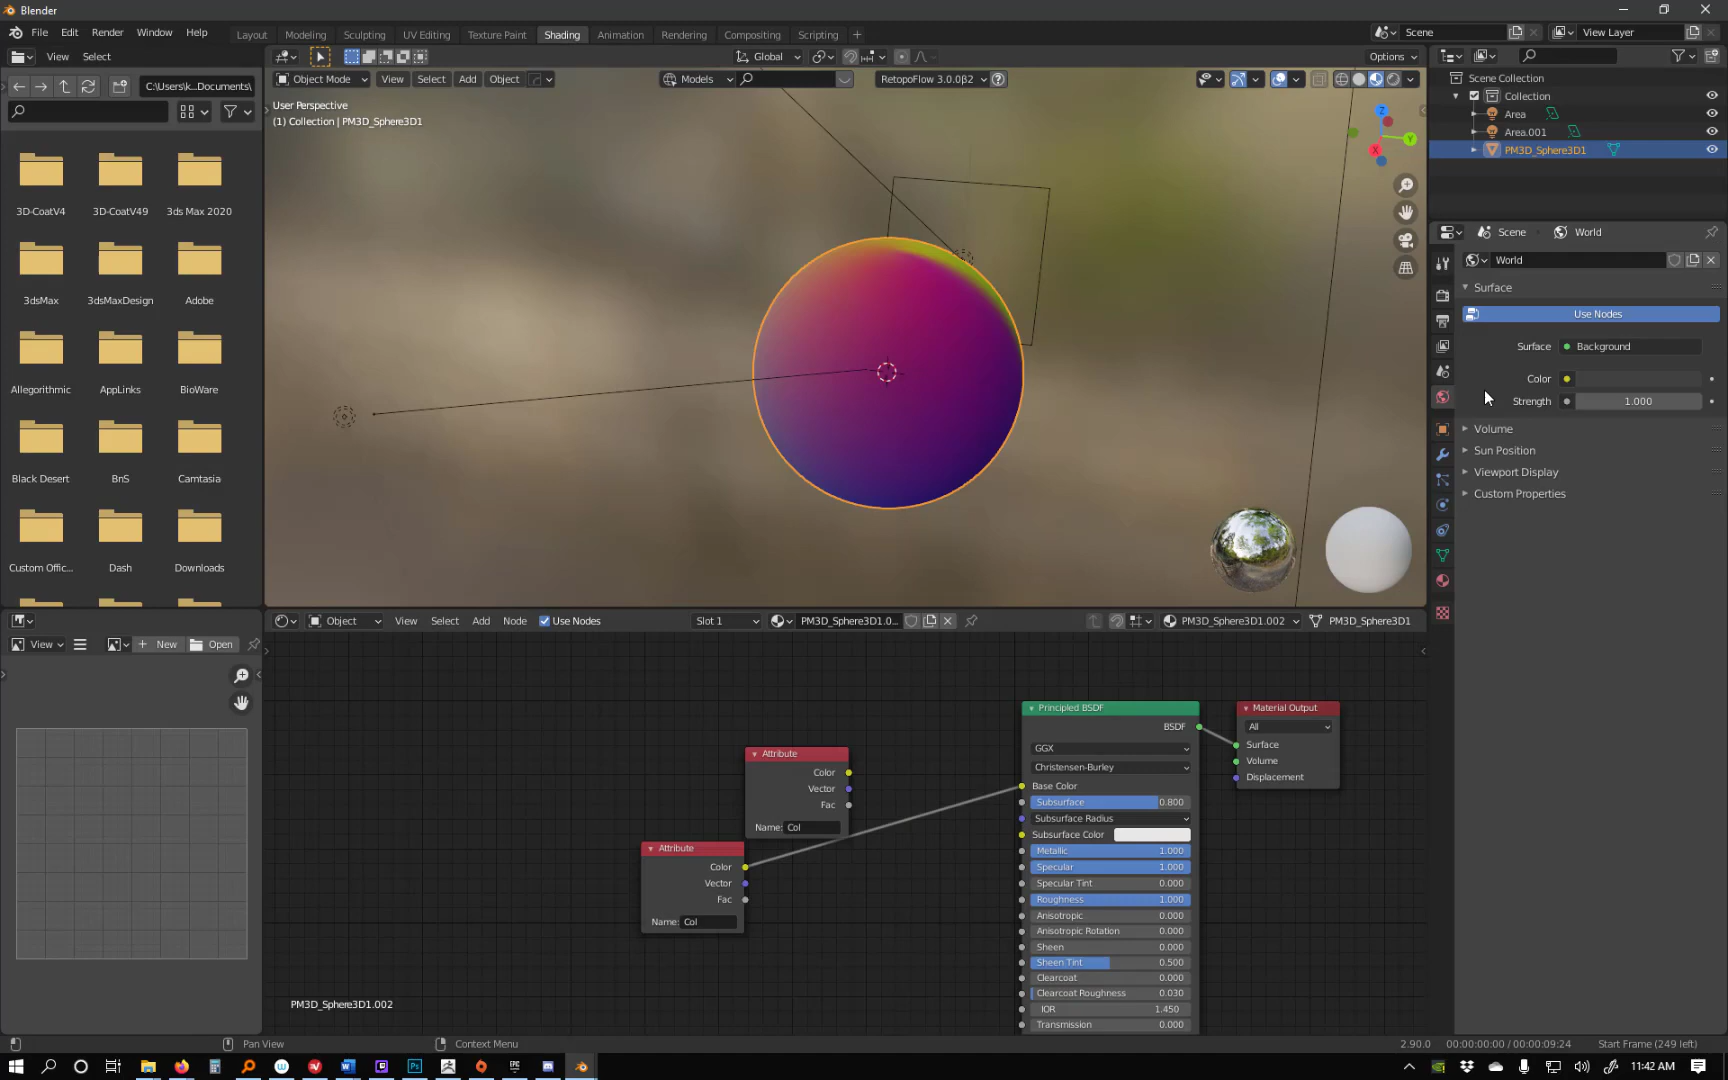 Blender
File Edit Render Window Help
Layout Modeling Sculpting UV Editing Texture Paint Shading Animation Rendering Compositing Scripting +
Scene View Layer
View Select
Global
Options
C:\Users\k...Documents\
Object Mode View Select Add Object Models RetopoFlow 3.0.0β2
User Perspective
(1) Collection | PM3D_Sphere3D1
Z
Y
X
3D-CoatV4 3D-CoatV49 3ds Max 2020
3dsMax 3dsMaxDesign Adobe
Allegorithmic AppLinks BioWare
Black Desert BnS Camtasia
Custom Offic... Dash Downloads
Scene Collection
Collection
Area
Area.001
PM3D_Sphere3D1
Scene World
World
Surface
Use Nodes
Surface Background
Color
Strength 1.000
Volume
Sun Position
Viewport Display
Custom Properties
View + New Open
Object View Select Add Node Use Nodes Slot 1 PM3D_Sphere3D1.0... PM3D_Sphere3D1.002 PM3D_Sphere3D1
Attribute
Color
Vector
Fac
Name: Col
Attribute
Color
Vector
Fac
Name: Col
Principled BSDF
BSDF
GGX
Christensen-Burley
Base Color
Subsurface 0.800
Subsurface Radius
Subsurface Color
Metallic 1.000
Specular 1.000
Specular Tint 0.000
Roughness 1.000
Anisotropic 0.000
Anisotropic Rotation 0.000
Sheen 0.000
Sheen Tint 0.500
Clearcoat 0.000
Clearcoat Roughness 0.030
IOR 1.450
Transmission 0.000
Material Output
All
Surface
Volume
Displacement
PM3D_Sphere3D1.002
Pan View Context Menu 2.90.0 00:00:00:00 / 00:00:09:24 Start Frame (249 left)
11:42 AM